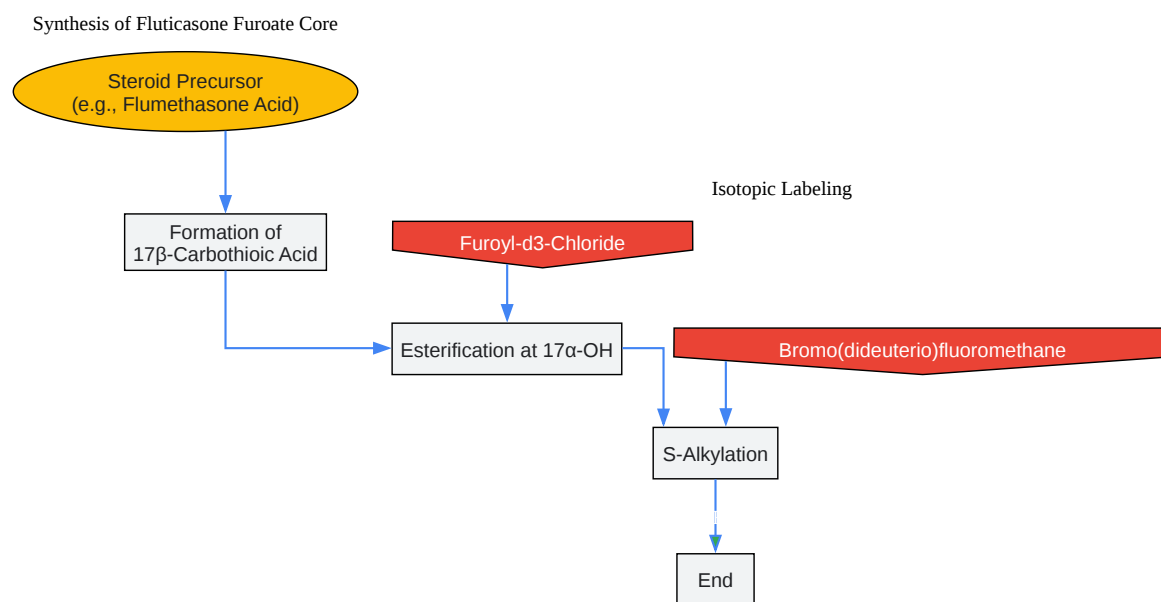 Synthesis of Fluticasone Furoate Core
Steroid Precursor
(e.g., Flumethasone Acid)
Isotopic Labeling
Formation of
17β-Carbothioic Acid
Furoyl-d3-Chloride
Esterification at 17α-OH
Bromo(dideuterio)fluoromethane
S-Alkylation
End